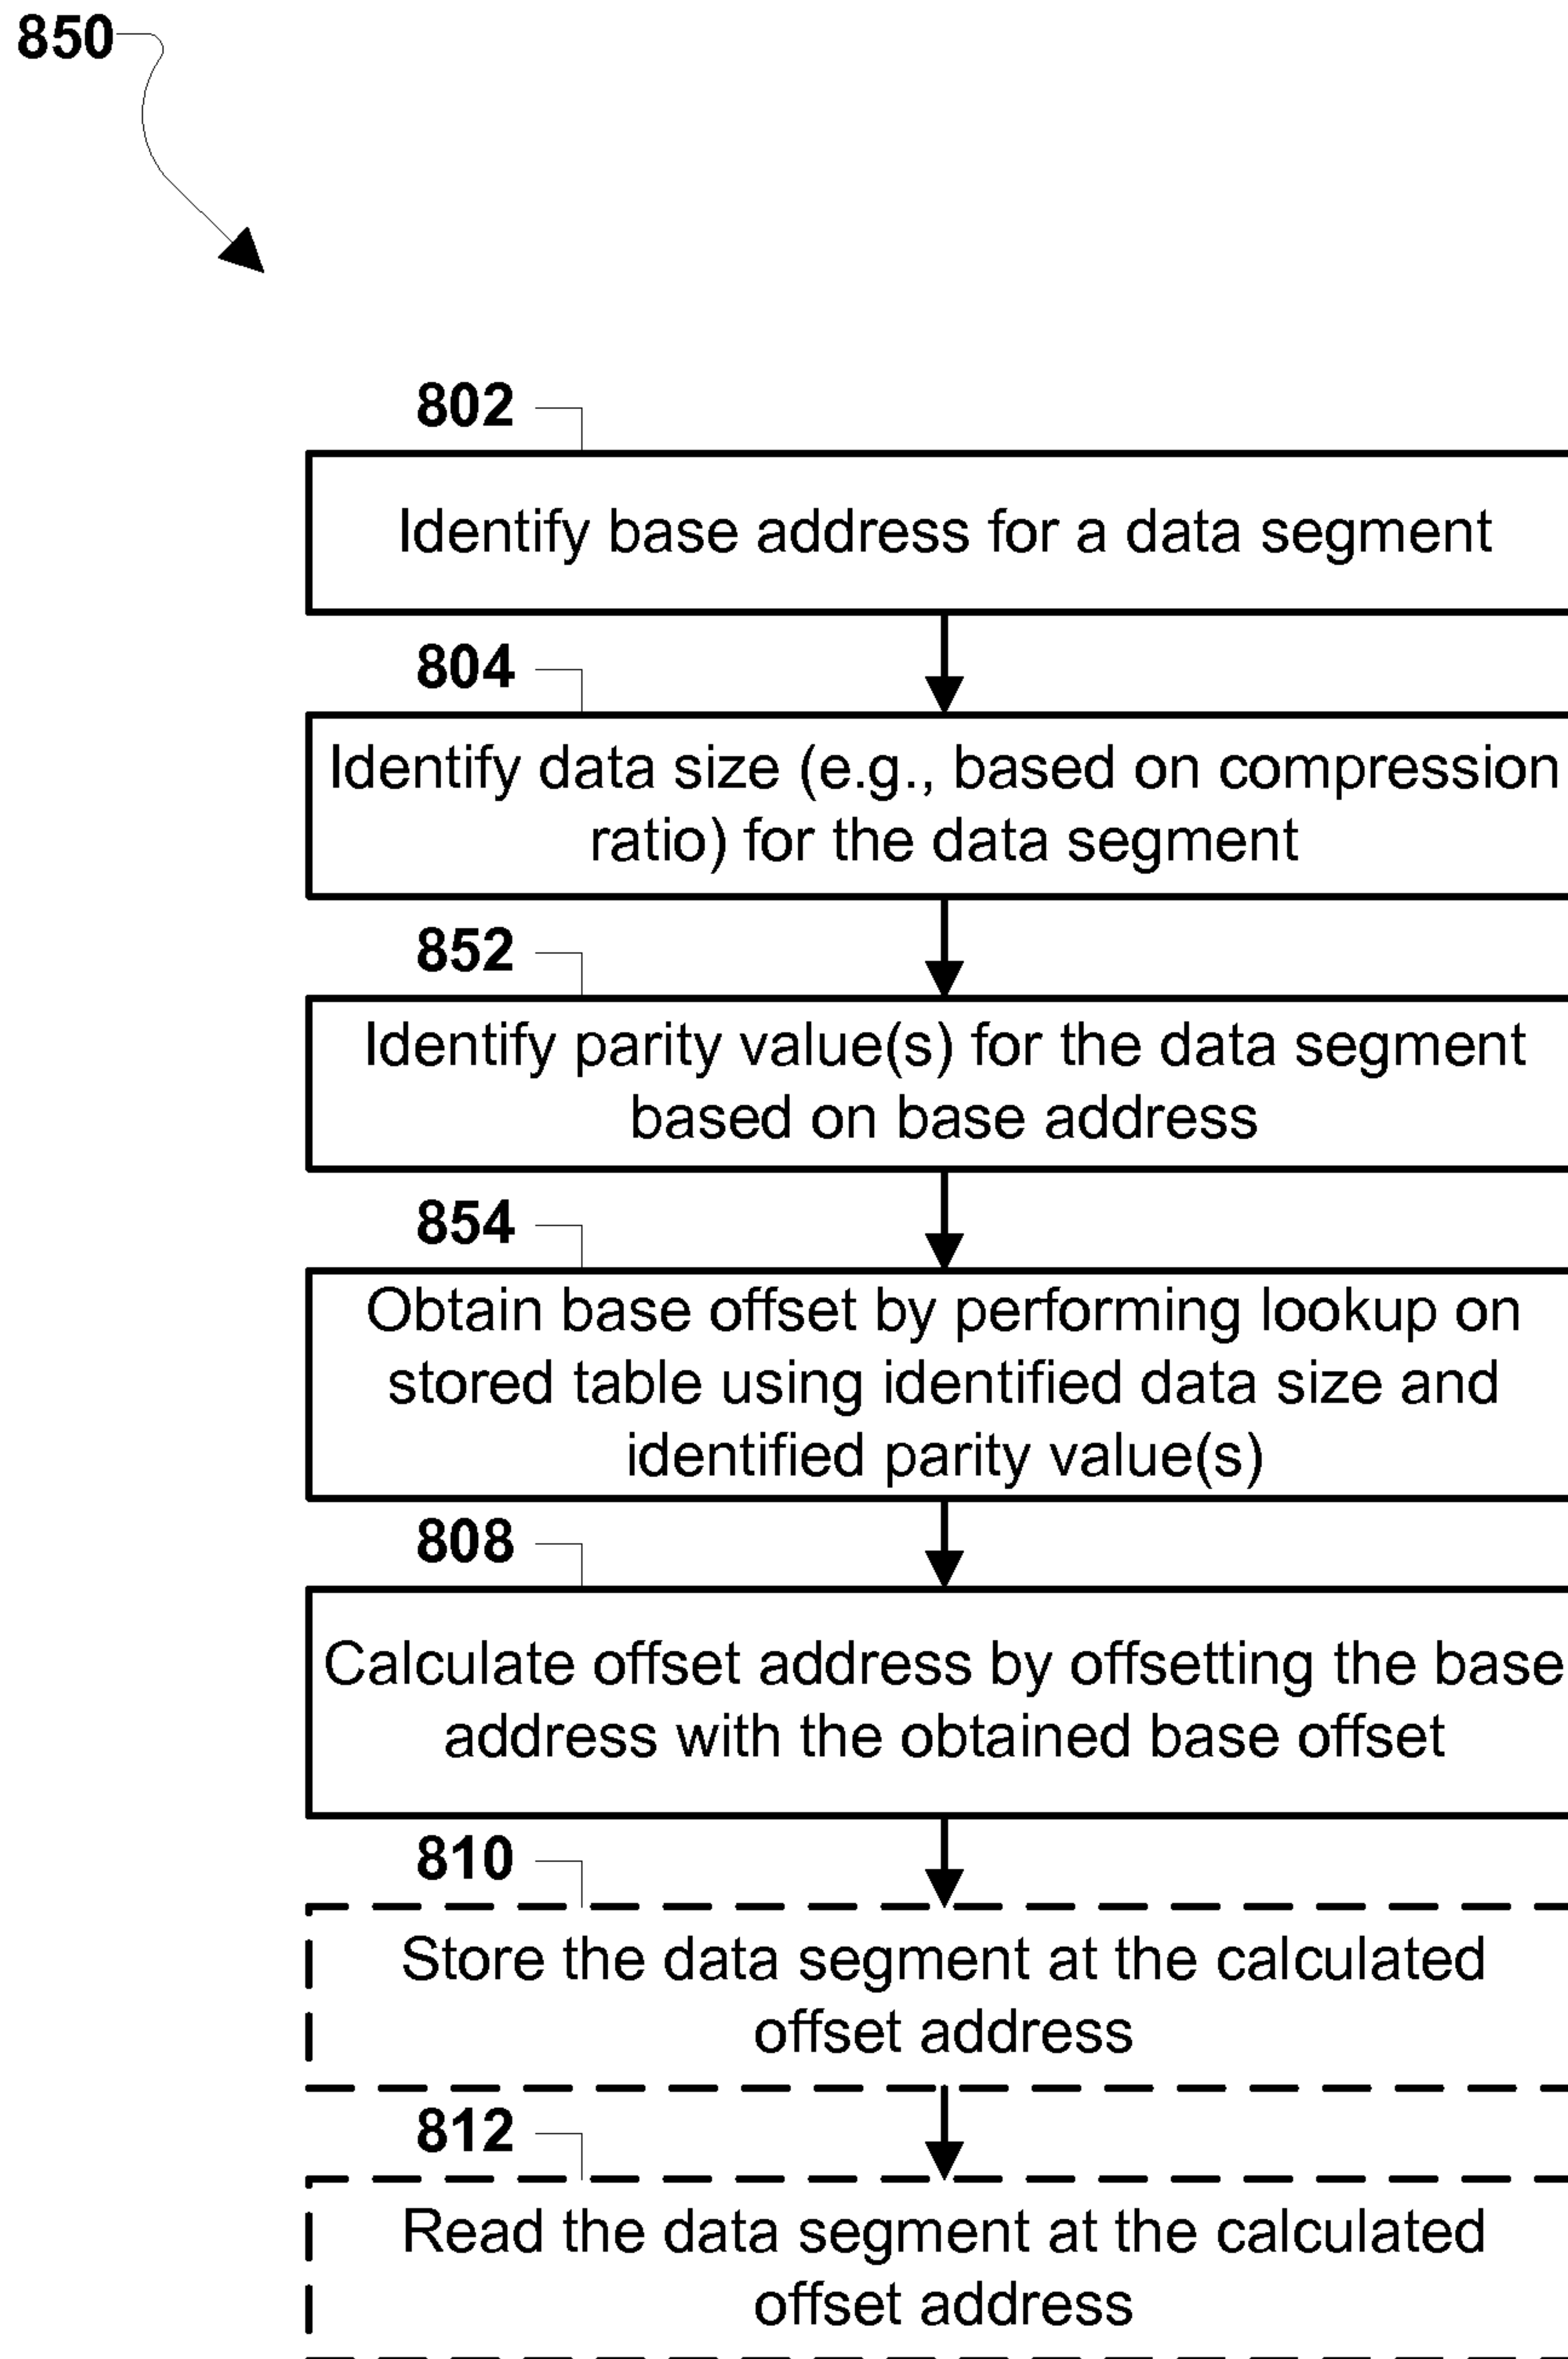 850
802
Identify base address for a data segment
804
Identify data size (e.g., based on compression
ratio) for the data segment
852
Identify parity value(s) for the data segment
based on base address
854
Obtain base offset by performing lookup on
stored table using identified data size and
identified parity value(s)
808
Calculate offset address by offsetting the base
address with the obtained base offset
810
Store the data segment at the calculated
offset address
812
Read the data segment at the calculated
offset address